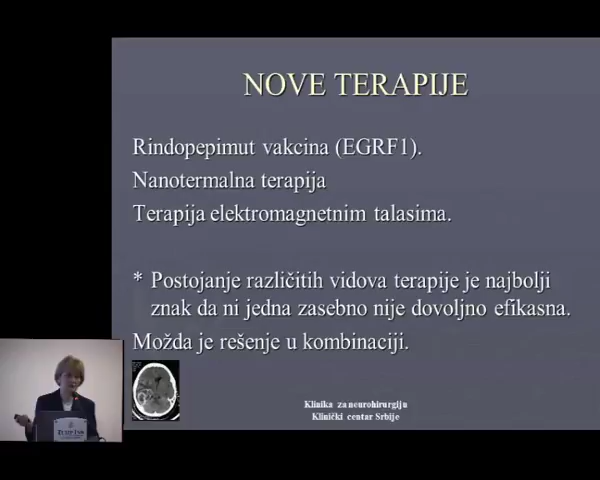 NOVE TERAPIJE
Rindopepimut vakcina (EGRF1).
Nanotermalna terapija
Terapija elektromagnetnim talasima.
* Postojanje različitih vidova terapije je najbolji
znak da ni jedna zasebno nije dovoljno efikasna.
Možda je rešenje u kombinaciji.
Klinika za neurohirurgiju
Klinički centar Srbije